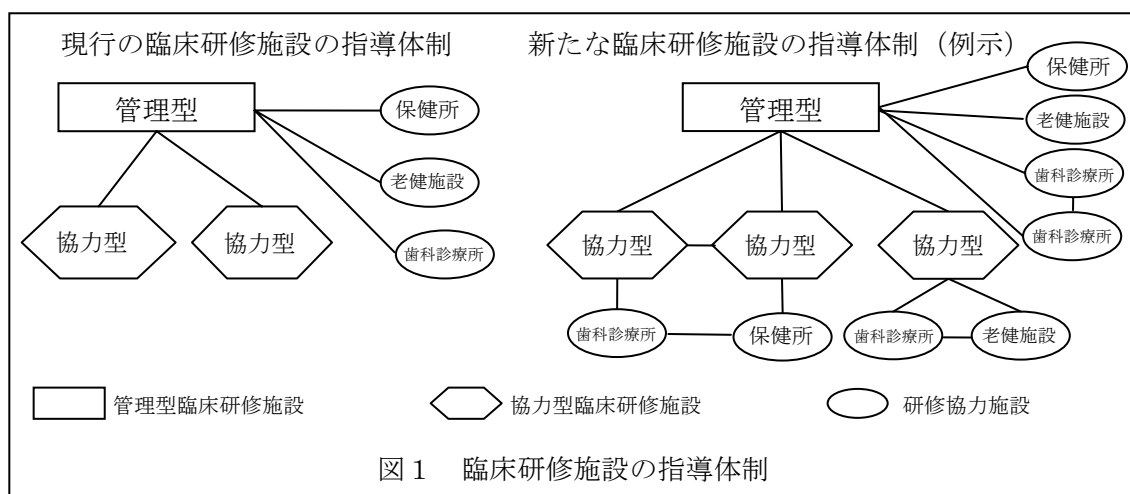 現行の臨床研修施設の指導体制
管理型
保健所
老健施設
歯科診療所
協力型
協力型
新たな臨床研修施設の指導体制（例示）
管理型
保健所
老健施設
歯科診療所
歯科診療所
協力型
協力型
協力型
歯科診療所
保健所
歯科診療所
老健施設
管理型臨床研修施設
協力型臨床研修施設
研修協力施設
図１　臨床研修施設の指導体制